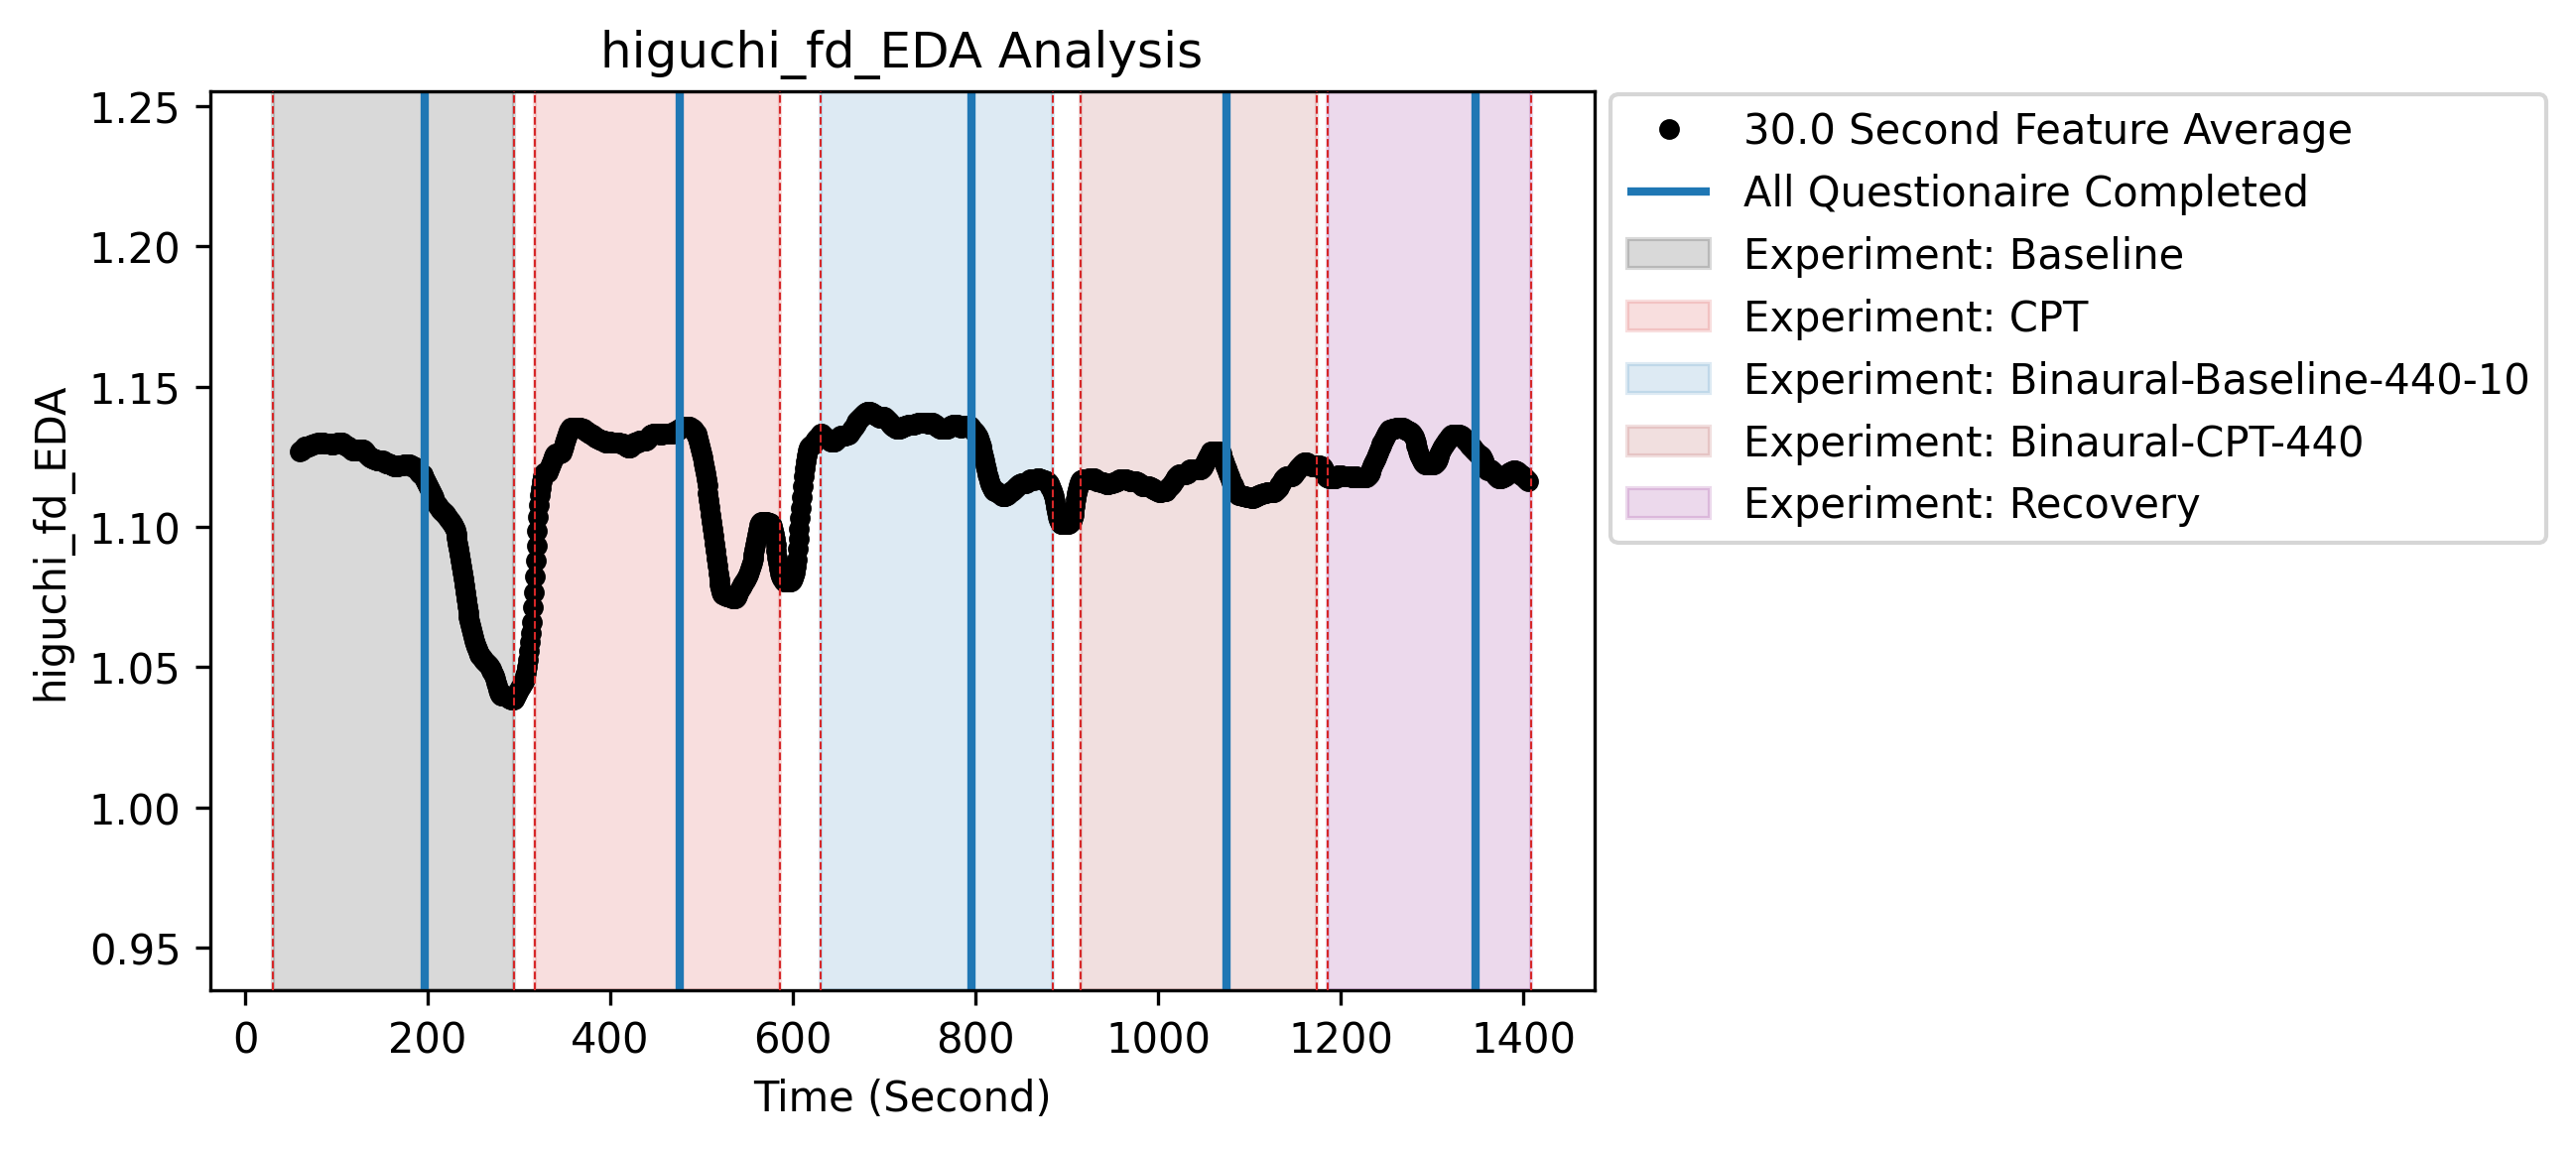 higuchi_fd_EDA Analysis
higuchi_fd_EDA
1.25
1.20
1.15
1.10
1.05
1.00
0.95
0
200
400
600
800
1000
1200
1400
Time (Second)
30.0 Second Feature Average
All Questionaire Completed
Experiment: Baseline
Experiment: CPT
Experiment: Binaural-Baseline-440-10
Experiment: Binaural-CPT-440
Experiment: Recovery